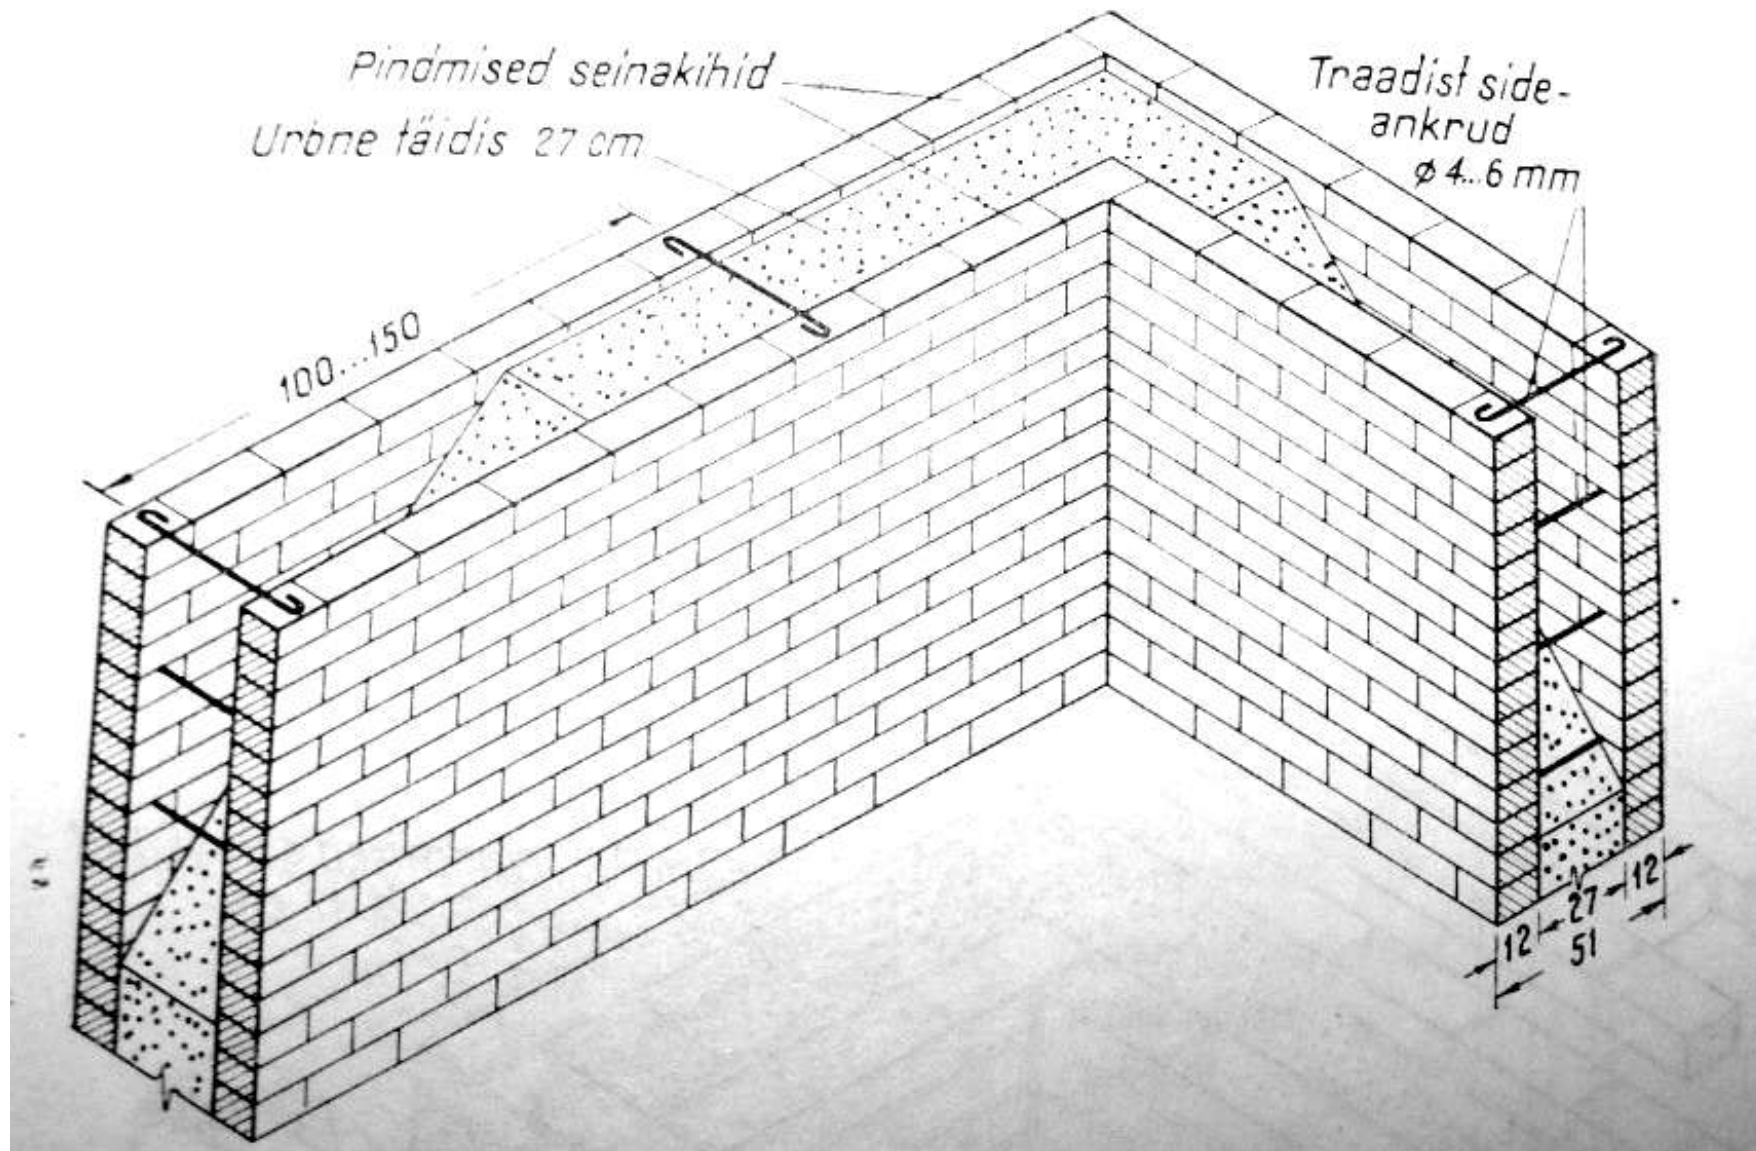 Pindmised seinakihid
Urbne täidis 27 cm
Traadist side-
ankrud
ø 4...6 mm
100...150
12
27
12
51